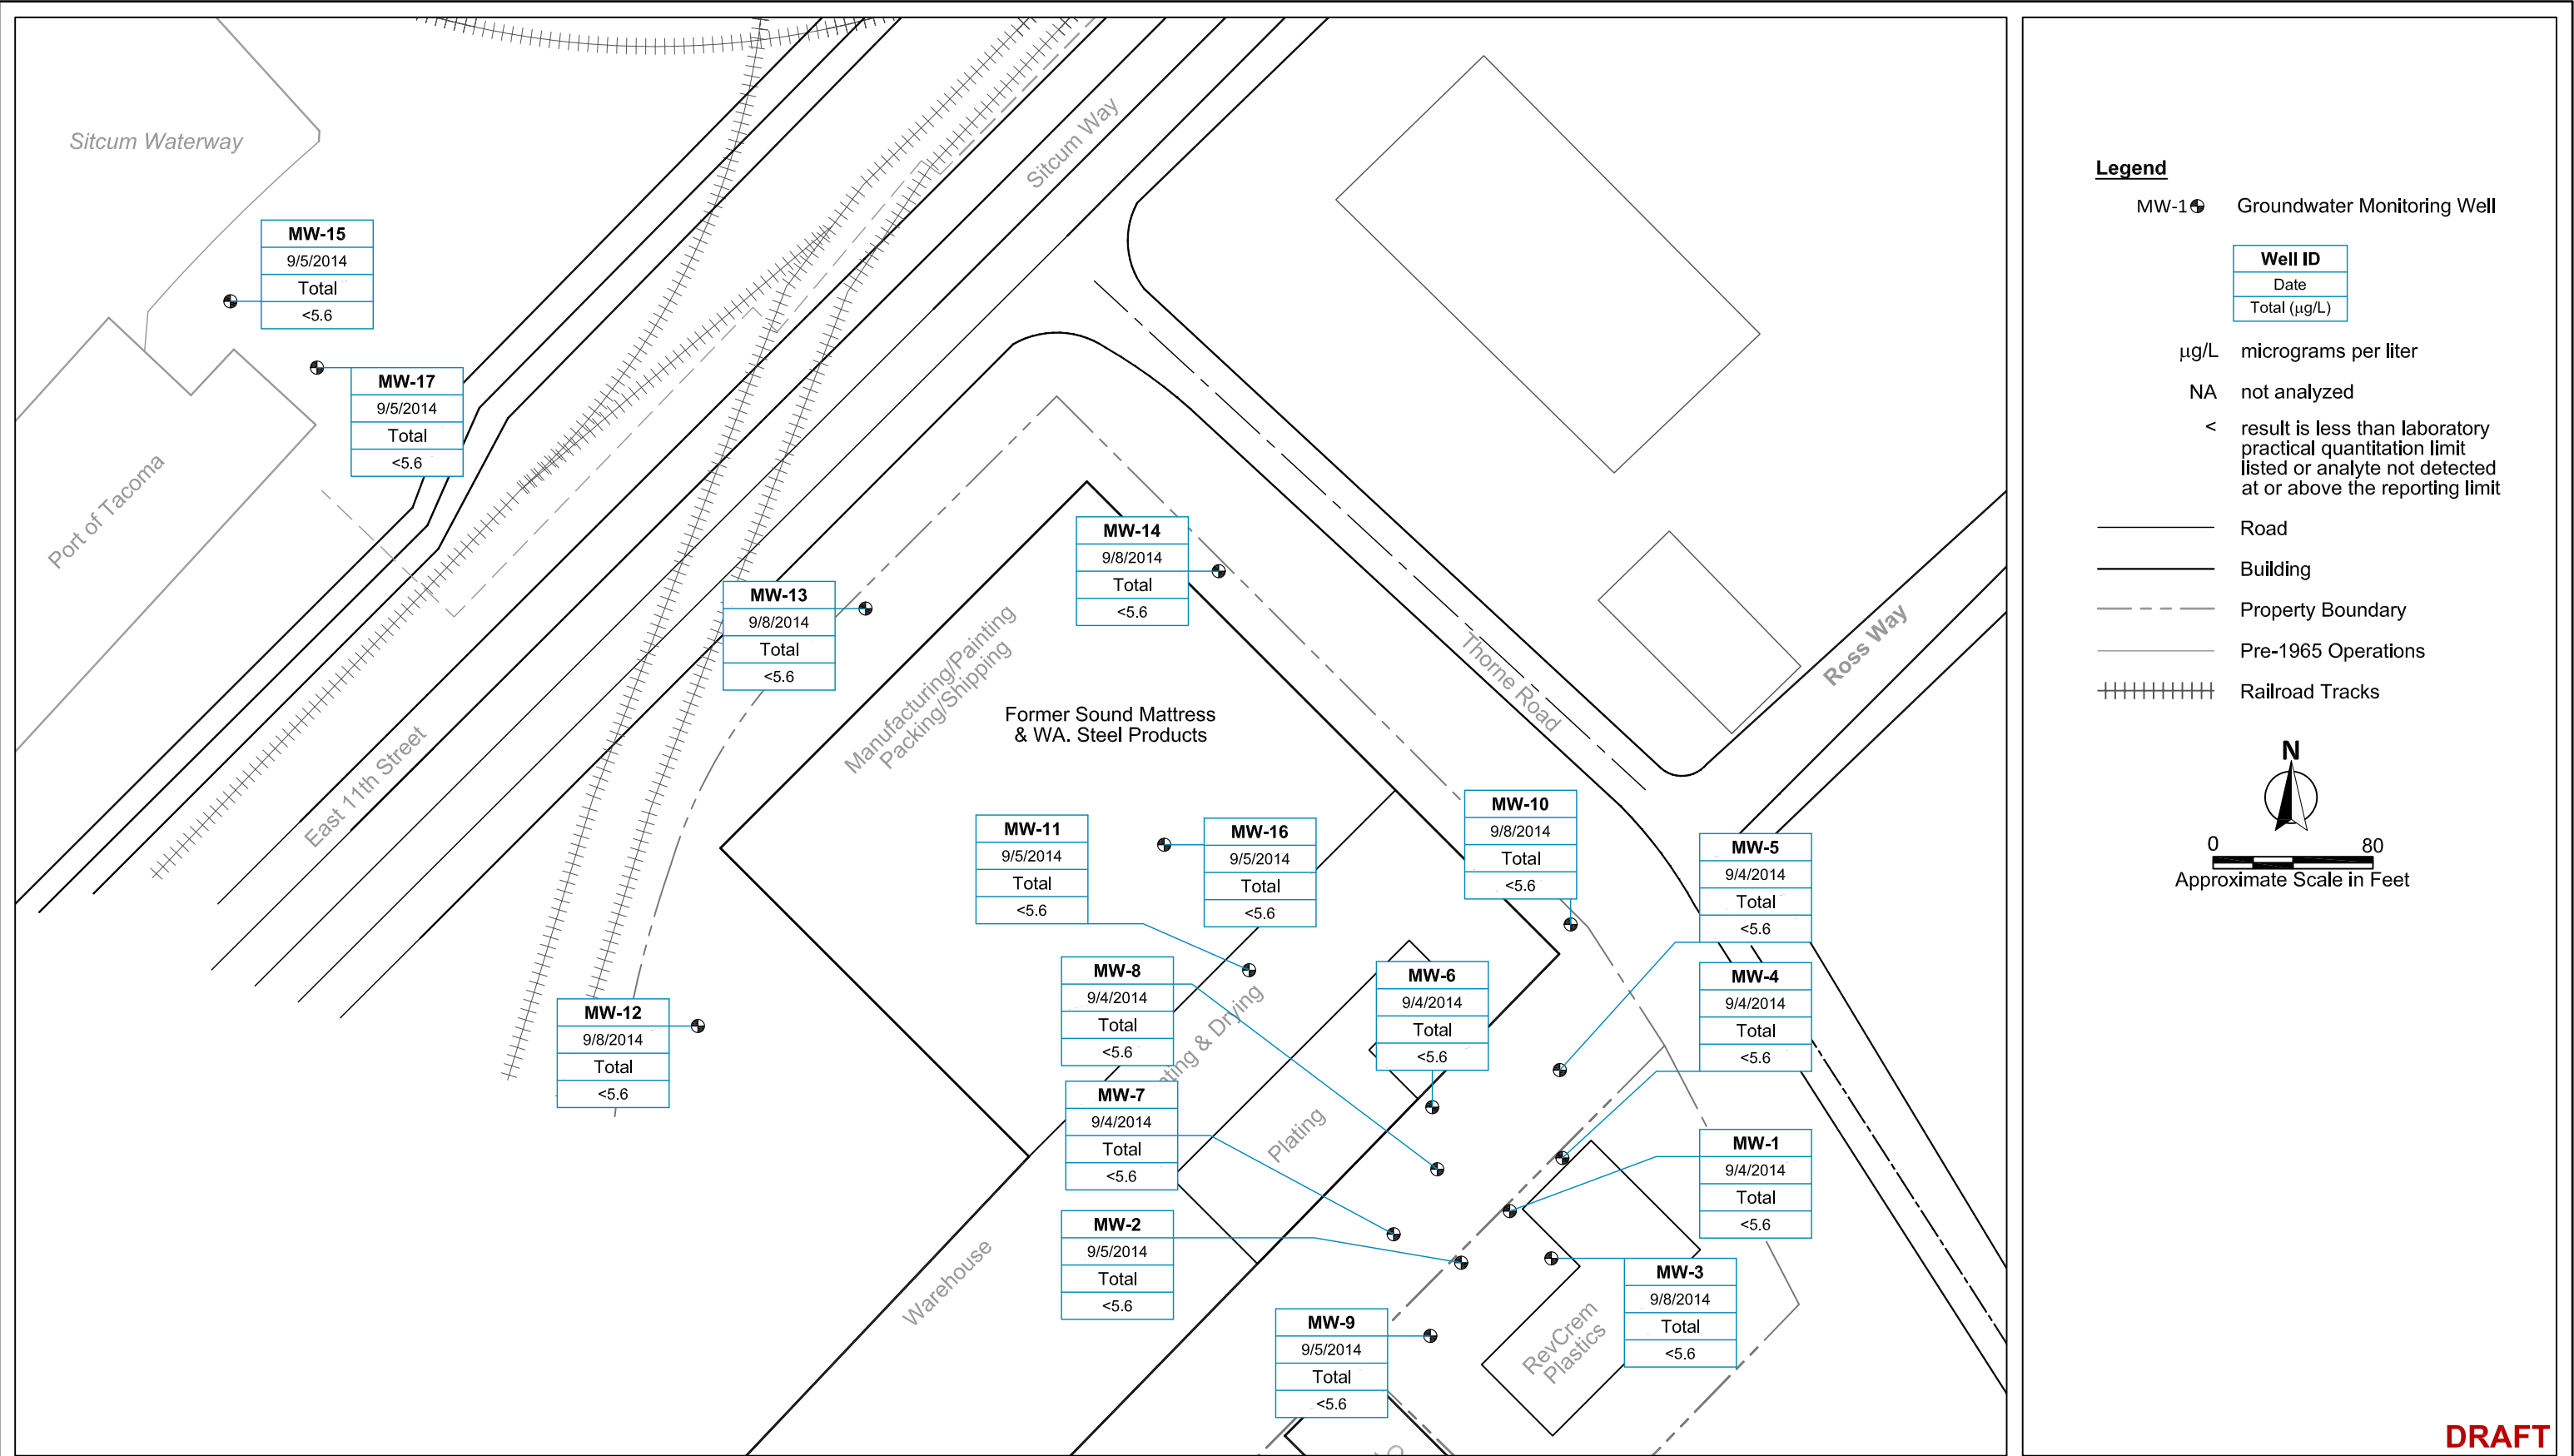 Sitcum Waterway
Sitcum Way
MW-15
9/5/2014
Total
<5.6
MW-17
9/5/2014
Total
<5.6
Port of Tacoma
East 11th Street
MW-13
9/8/2014
Total
<5.6
MW-14
9/8/2014
Total
<5.6
Manufacturing/Painting
Packing/Shipping
Former Sound Mattress
& WA. Steel Products
Thorne Road
Ross Way
MW-11
9/5/2014
Total
<5.6
MW-16
9/5/2014
Total
<5.6
MW-10
9/8/2014
Total
<5.6
MW-5
9/4/2014
Total
<5.6
MW-12
9/8/2014
Total
<5.6
MW-8
9/4/2014
Total
<5.6
& Drying
MW-6
9/4/2014
Total
<5.6
MW-4
9/4/2014
Total
<5.6
MW-7
9/4/2014
Total
<5.6
Plating
MW-1
9/4/2014
Total
<5.6
MW-2
9/5/2014
Total
<5.6
Warehouse
MW-9
9/5/2014
Total
<5.6
RevCrem
Plastics
MW-3
9/8/2014
Total
<5.6
Legend
MW-1 Groundwater Monitoring Well
Well ID
Date
Total (µg/L)
µg/L micrograms per liter
NA not analyzed
< result is less than laboratory
practical quantitation limit
listed or analyte not detected
at or above the reporting limit
Road
Building
Property Boundary
Pre-1965 Operations
Railroad Tracks
N
0 80
Approximate Scale in Feet
DRAFT